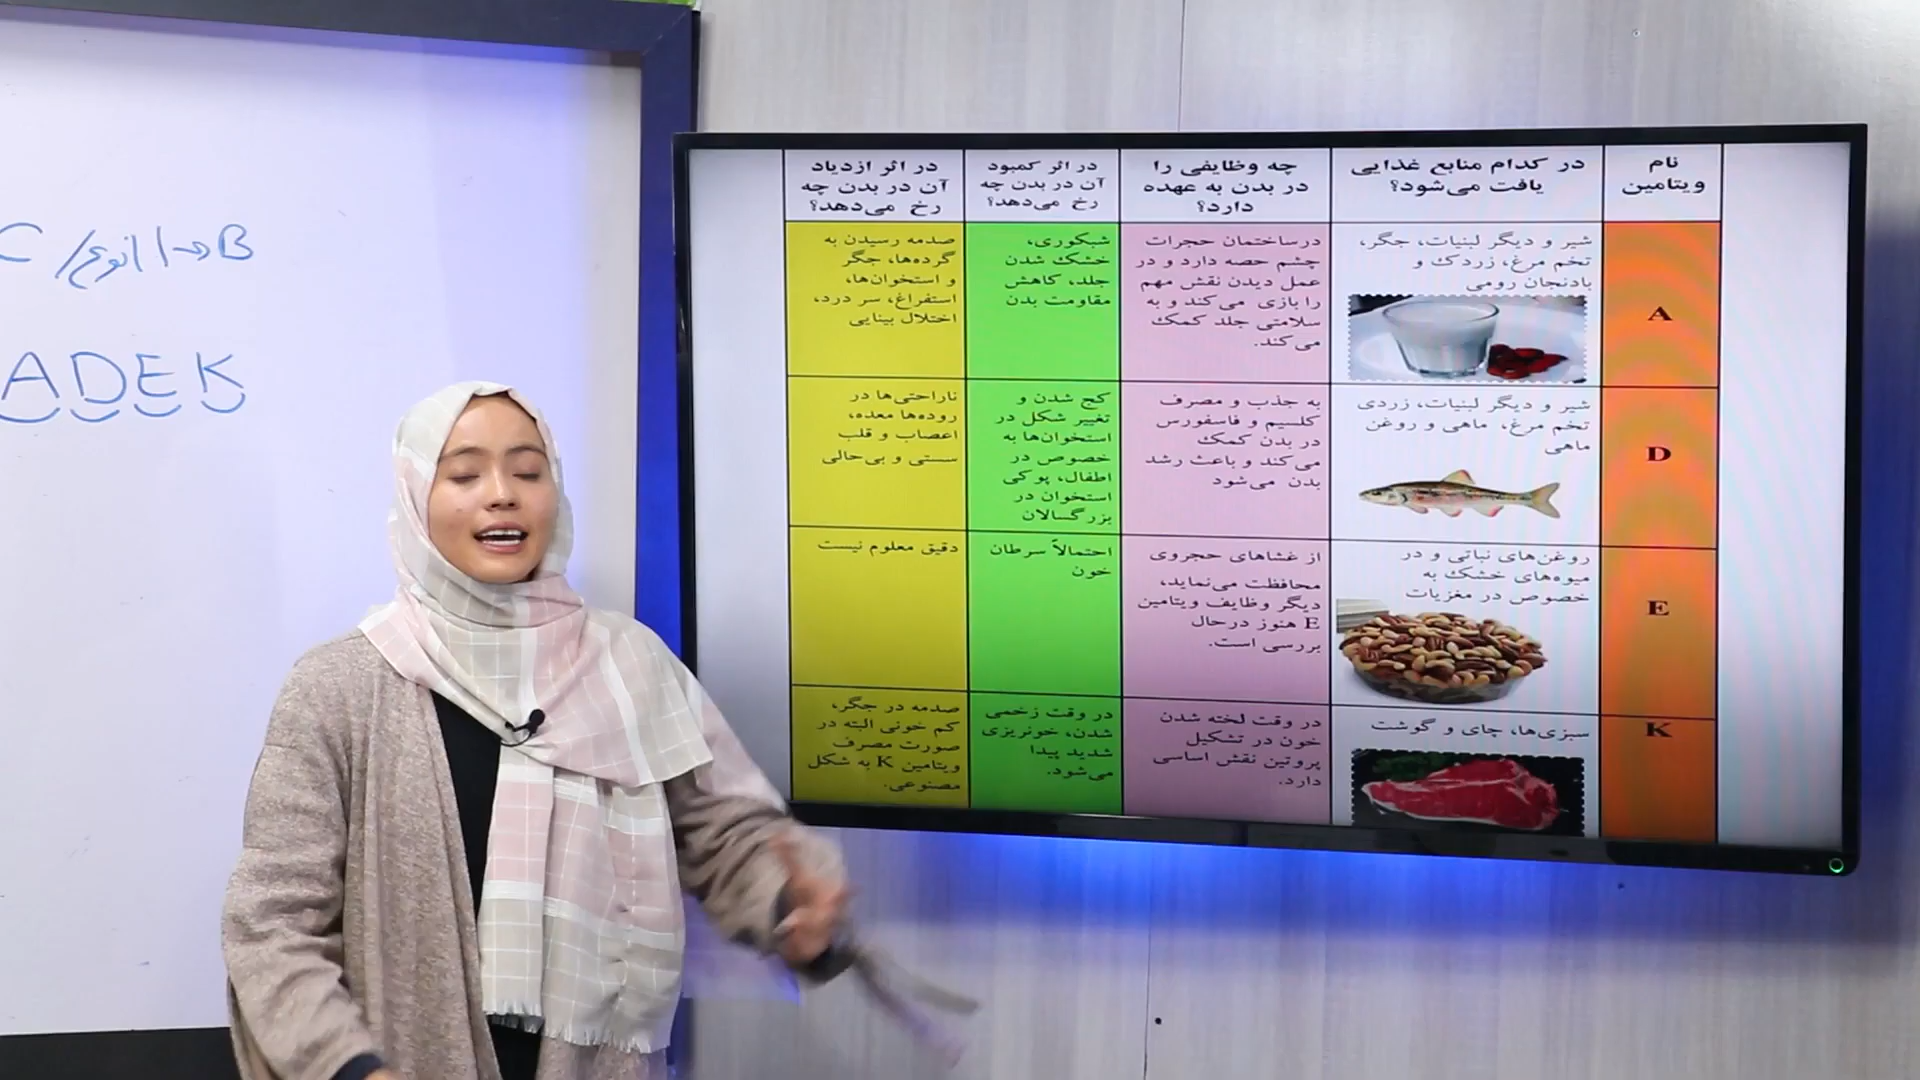 B و انواع / C
ADEK
نام
ویتامین
در کدام منابع غذایی
یافت می‌شود؟
چه وظایفی را
در بدن به عهده
دارد؟
در اثر کمبود
آن در بدن چه
رخ می‌دهد؟
در اثر ازدیاد
آن در بدن چه
رخ می‌دهد؟
A
شیر و دیگر لبنیات، جگر،
تخم مرغ، زردک و
بادنجان رومی
درساختمان حجرات
چشم حصه دارد و در
عمل دیدن نقش مهم
را بازی می‌کند و به
سلامتی جلد کمک
می‌کند.
شبکوری،
خشک شدن
جلد، کاهش
مقاومت بدن
صدمه رسیدن به
گرده‌ها، جگر
و استخوان‌ها،
استفراغ، سر درد،
اختلال بینایی
D
شیر و دیگر لبنیات، زردی
تخم مرغ، ماهی و روغن
ماهی
به جذب و مصرف
کلسیم و فاسفورس
در بدن کمک
می‌کند و باعث رشد
بدن می‌شود
کج شدن و
تغییر شکل در
استخوان‌ها به
خصوص در
اطفال، پوکی
استخوان در
بزرگسالان
ناراحتی‌ها در
روده‌ها معده،
اعصاب و قلب
سستی و بی‌حالی
E
روغن‌های نباتی و در
میوه‌های خشک به
خصوص در مغزیات
از غشاهای حجروی
محافظت می‌نماید،
دیگر وظایف ویتامین
E هنوز درحال
بررسی است.
احتمالاً سرطان
خون
دقیق معلوم نیست
K
سبزی‌ها، چای و گوشت
در وقت لخته شدن
خون در تشکیل
پروتین نقش اساسی
دارد.
در وقت زخمی
شدن، خونریزی
شدید پیدا
می‌شود.
صدمه در جگر،
کم خونی البته در
صورت مصرف
ویتامین K به شکل
مصنوعی.